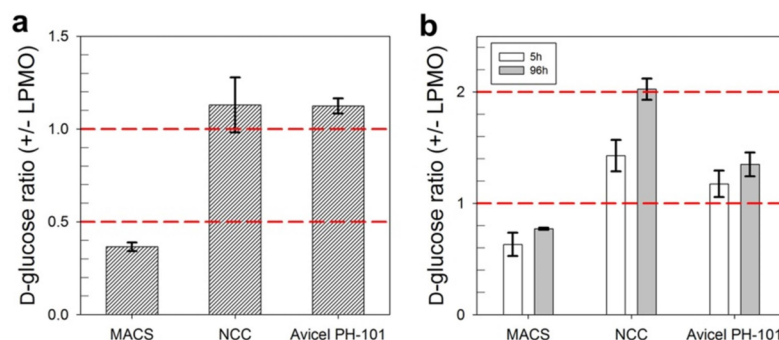 a
D-glucose ratio (+/- LPMO)
1.5
1.0
0.5
0.0
MACS NCC Avicel PH-101
b
D-glucose ratio (+/- LPMO)
5h
96h
2
1
0
MACS NCC Avicel PH-101